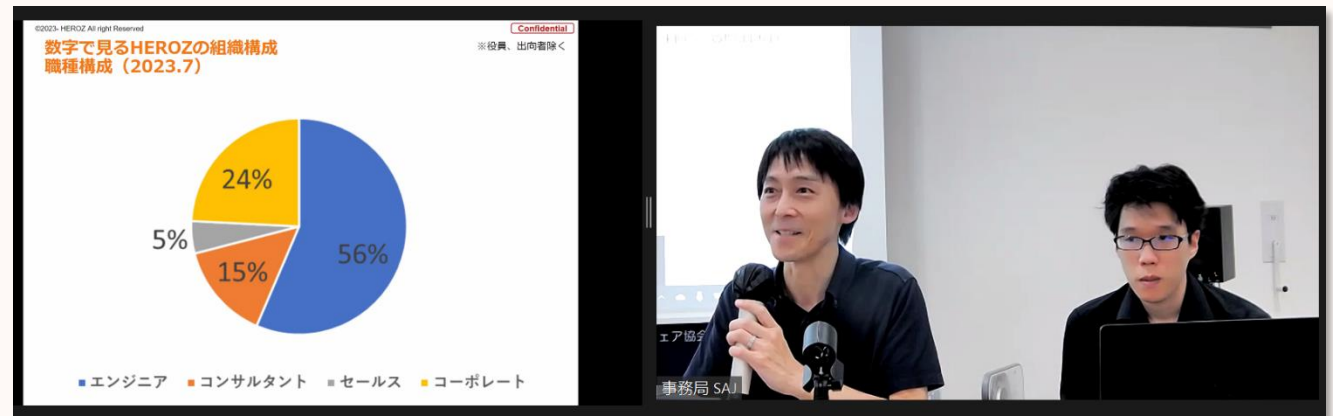 ©2023- HEROZ All right Reserved
Confidential
数字で見るHEROZの組織構成
職種構成（2023.7）
※役員、出向者除く
24%
5%
15%
56%
■エンジニア ■コンサルタント ■セールス ■コーポレート
ェア協会
事務局 SAJ